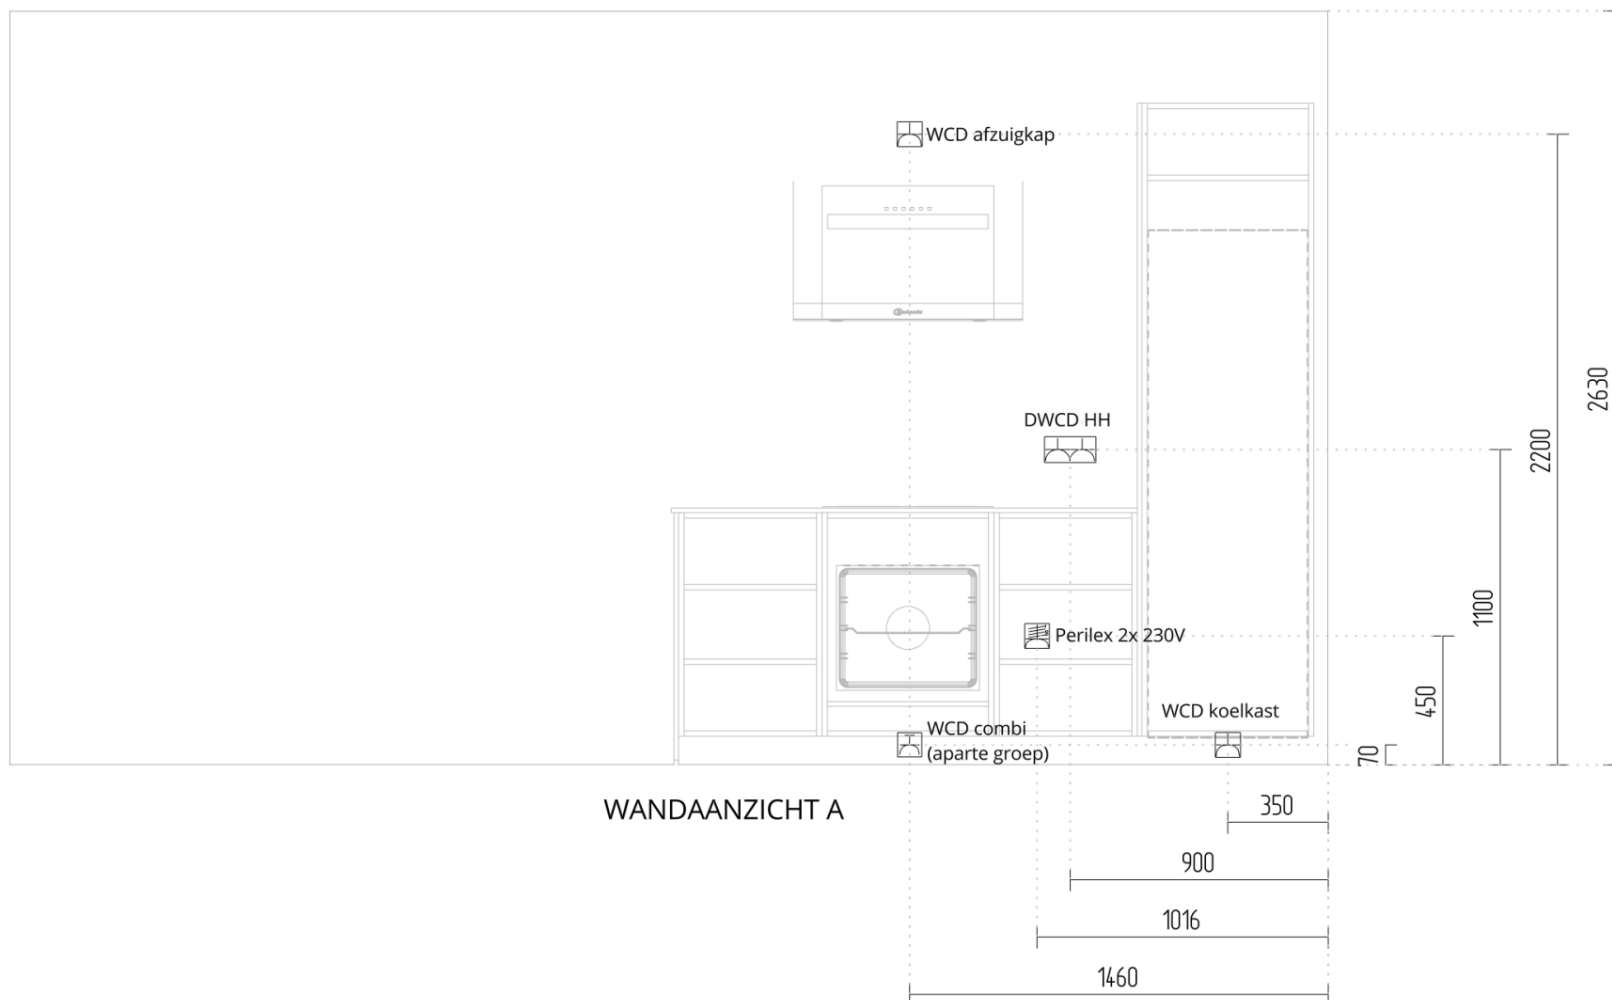 WCD afzuigkap
DWCD HH
Perilex 2x 230V
WCD koelkast
WCD combi
(aparte groep)
2630
2200
1100
450
70
WANDAANZICHT A
350
900
1016
1460